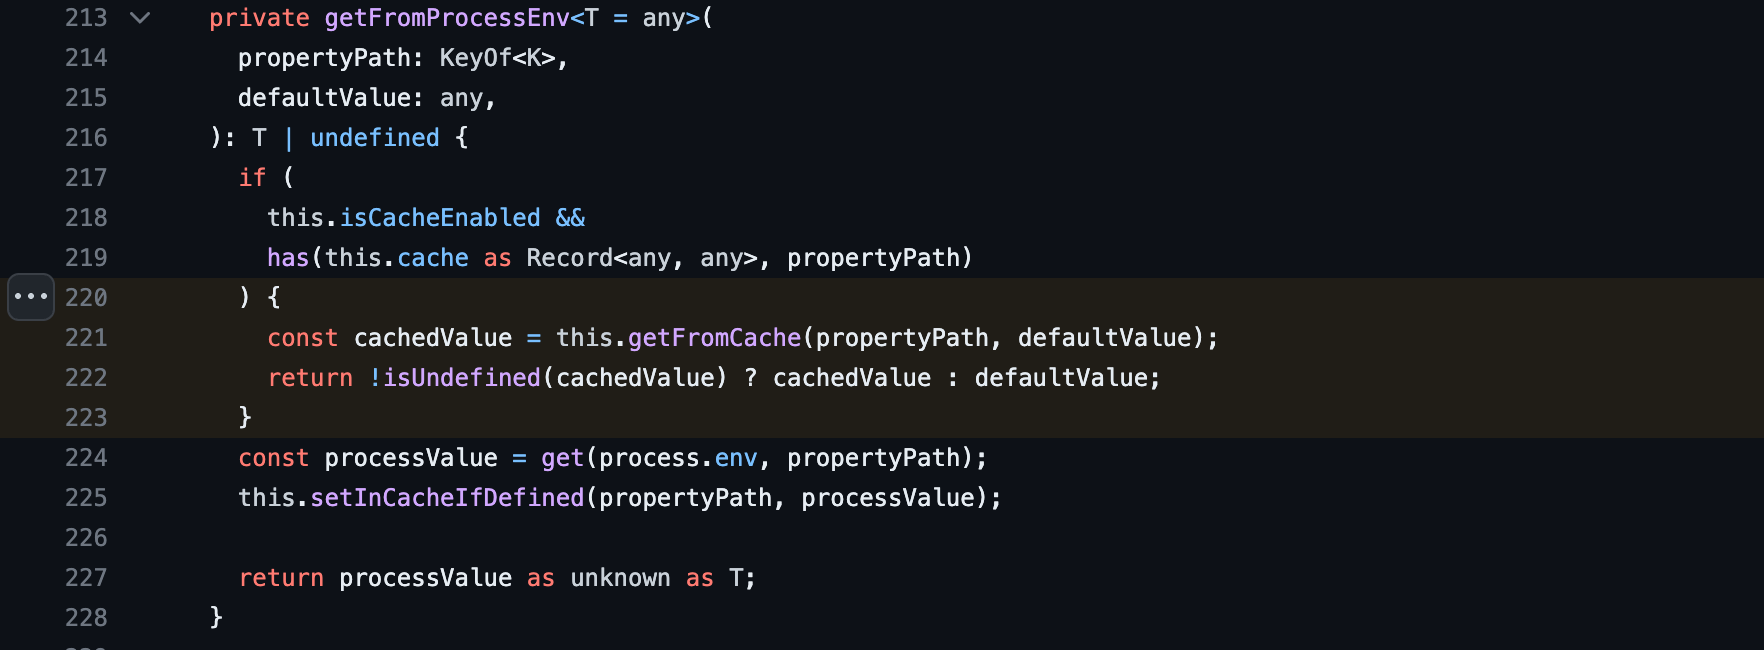 213 private getFromProcessEnv<T = any>(
214 propertyPath: KeyOf<K>,
215 defaultValue: any,
216 ): T | undefined {
217 if (
218 this.isCacheEnabled &&
219 has(this.cache as Record<any, any>, propertyPath)
220 ) {
221 const cachedValue = this.getFromCache(propertyPath, defaultValue);
222 return !isUndefined(cachedValue) ? cachedValue : defaultValue;
223 }
224 const processValue = get(process.env, propertyPath);
225 this.setInCacheIfDefined(propertyPath, processValue);
226
227 return processValue as unknown as T;
228 }